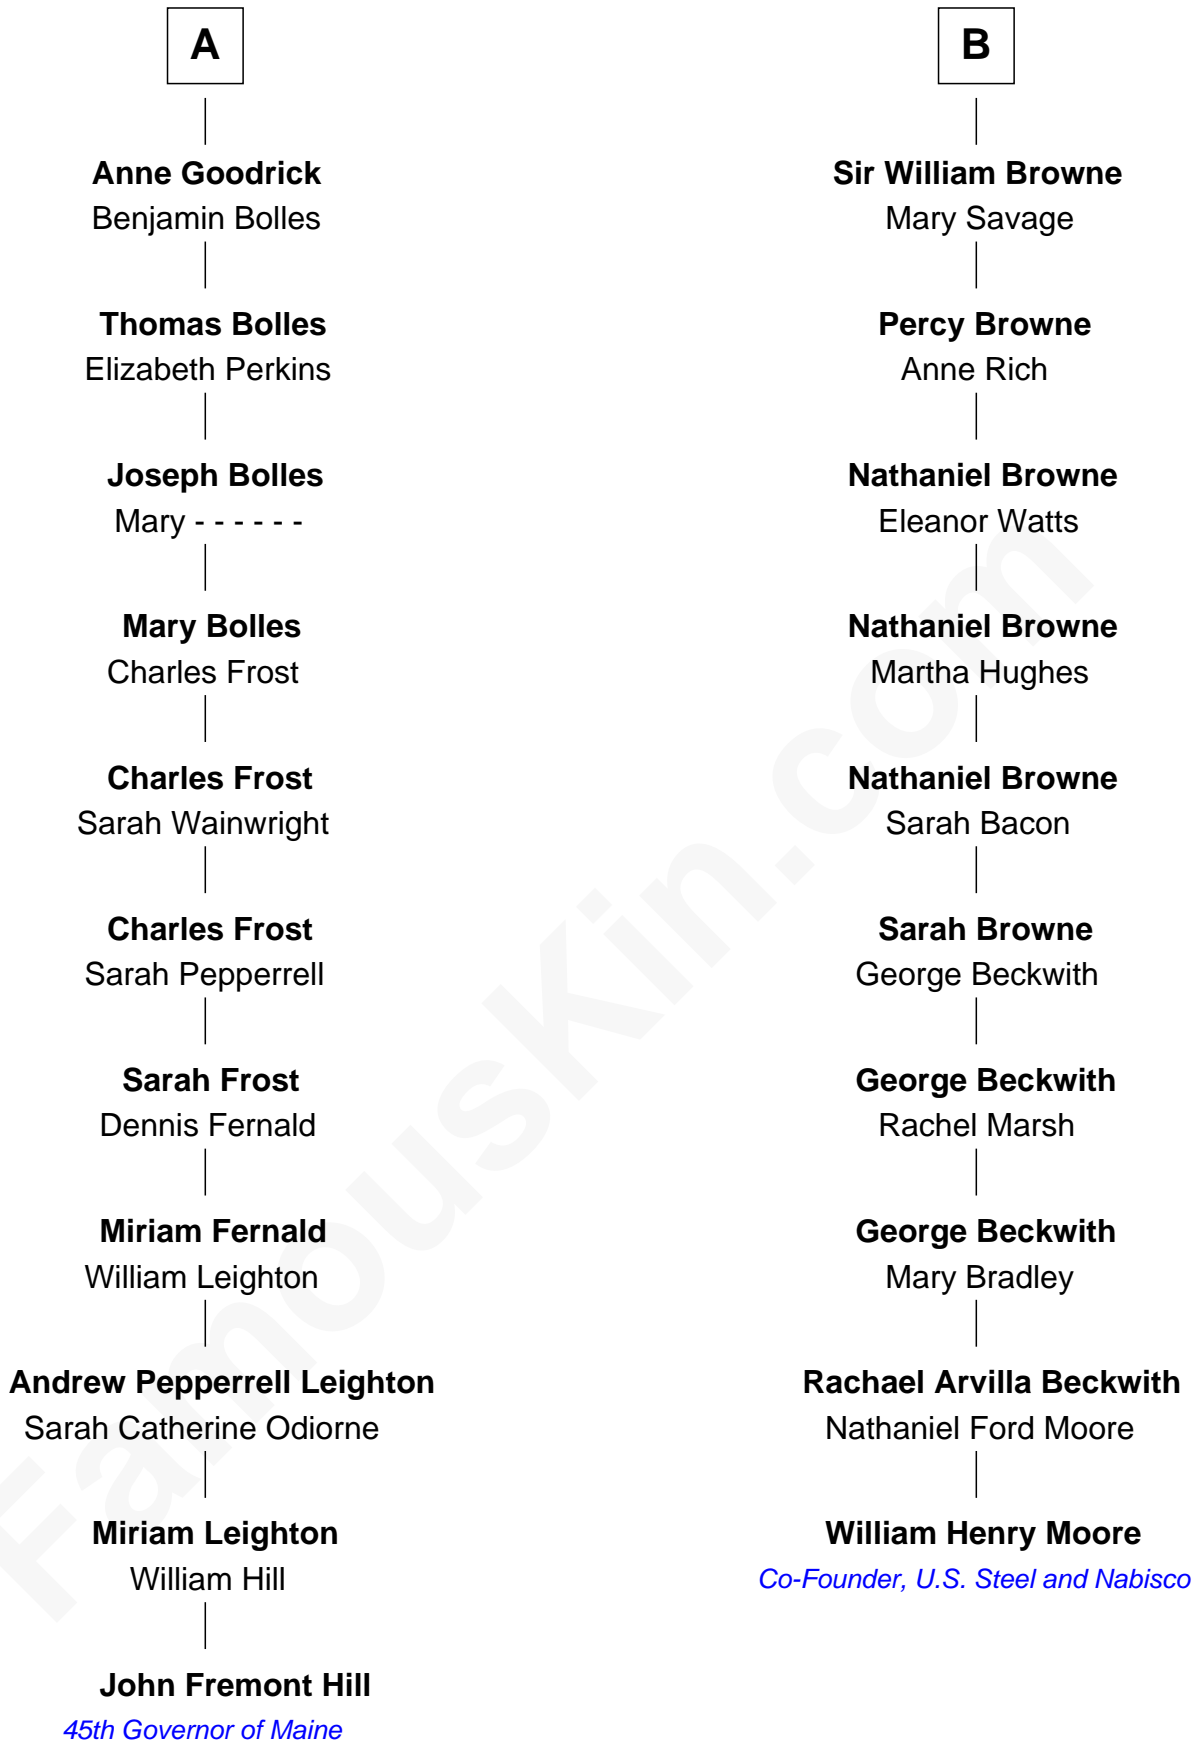 A
Anne Goodrick
Benjamin Bolles
Thomas Bolles
Elizabeth Perkins
Joseph Bolles
Mary - - - - - -
Mary Bolles
Charles Frost
Charles Frost
Sarah Wainwright
Charles Frost
Sarah Pepperrell
Sarah Frost
Dennis Fernald
Miriam Fernald
William Leighton
Andrew Pepperrell Leighton
Sarah Catherine Odiorne
Miriam Leighton
William Hill
John Fremont Hill
45th Governor of Maine
B
Sir William Browne
Mary Savage
Percy Browne
Anne Rich
Nathaniel Browne
Eleanor Watts
Nathaniel Browne
Martha Hughes
Nathaniel Browne
Sarah Bacon
Sarah Browne
George Beckwith
George Beckwith
Rachel Marsh
George Beckwith
Mary Bradley
Rachael Arvilla Beckwith
Nathaniel Ford Moore
William Henry Moore
Co-Founder, U.S. Steel and Nabisco
FamousKin.com